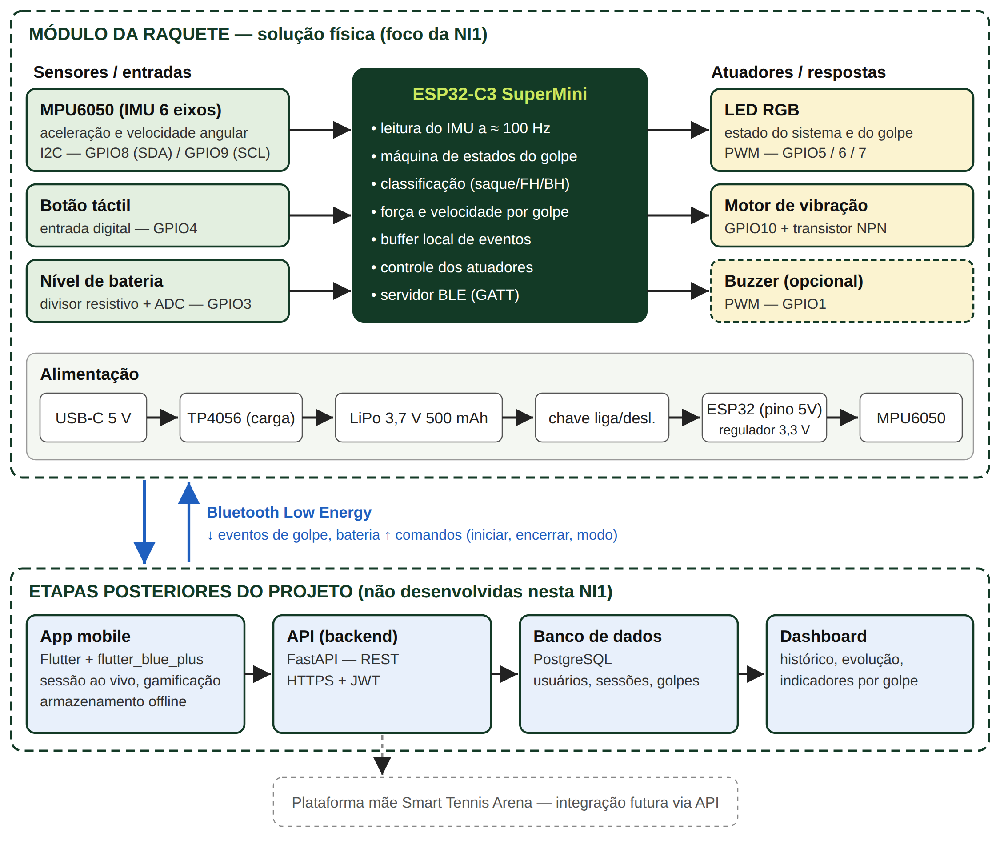 MÓDULO DA RAQUETE — solução física (foco da NI1)
Sensores / entradas
MPU6050 (IMU 6 eixos)
aceleração e velocidade angular
I2C — GPIO8 (SDA) / GPIO9 (SCL)
Botão táctil
entrada digital — GPIO4
Nível de bateria
divisor resistivo + ADC — GPIO3
ESP32-C3 SuperMini
• leitura do IMU a ≈ 100 Hz
• máquina de estados do golpe
• classificação (saque/FH/BH)
• força e velocidade por golpe
• buffer local de eventos
• controle dos atuadores
• servidor BLE (GATT)
Atuadores / respostas
LED RGB
estado do sistema e do golpe
PWM — GPIO5 / 6 / 7
Motor de vibração
GPIO10 + transistor NPN
Buzzer (opcional)
PWM — GPIO1
Alimentação
USB-C 5 V
TP4056 (carga)
LiPo 3,7 V 500 mAh
chave liga/desl.
ESP32 (pino 5V)
regulador 3,3 V
MPU6050
Bluetooth Low Energy
↓ eventos de golpe, bateria ↑ comandos (iniciar, encerrar, modo)
ETAPAS POSTERIORES DO PROJETO (não desenvolvidas nesta NI1)
App mobile
Flutter + flutter_blue_plus
sessão ao vivo, gamificação
armazenamento offline
API (backend)
FastAPI — REST
HTTPS + JWT
Banco de dados
PostgreSQL
usuários, sessões, golpes
Dashboard
histórico, evolução,
indicadores por golpe
Plataforma mãe Smart Tennis Arena — integração futura via API